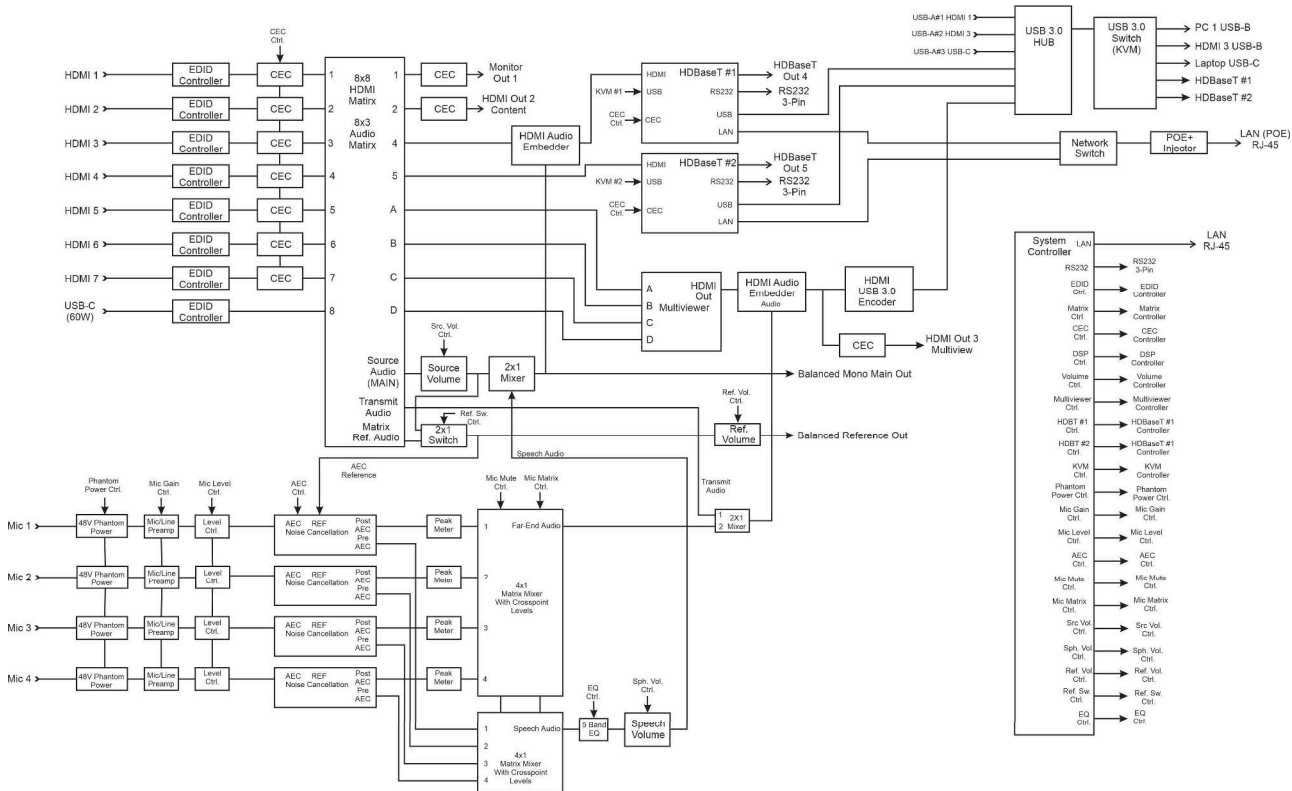 CEC
Ctrl.
HDMI 1
EDID
Controller
CEC
1
HDMI 2
EDID
Controller
CEC
2
HDMI 3
EDID
Controller
CEC
3
HDMI 4
EDID
Controller
CEC
4
HDMI 5
EDID
Controller
CEC
5
HDMI 6
EDID
Controller
CEC
6
HDMI 7
EDID
Controller
CEC
7
USB-C
(60W)
EDID
Controller
8
8x8
HDMI
Matirx
8x3
Audio
Matirx
1
2
4
5
A
B
C
D
Source
Audio
(MAIN)
Transmit
Audio
Matrix
Ref. Audio
CEC
Monitor
Out 1
CEC
HDMI Out 2
Content
HDMI Audio
Embedder
HDMI
HDBaseT #1
KVM #1
USB
RS232
CEC
Ctrl.
CEC
USB
LAN
HDBaseT
Out 4
RS232
3-Pin
HDMI
HDBaseT #2
KVM #2
USB
RS232
CEC
Ctrl.
CEC
USB
LAN
HDBaseT
Out 5
RS232
3-Pin
USB-A#1 HDMI 1
USB-A#2 HDMI 3
USB-A#3 USB-C
USB 3.0
HUB
USB 3.0
Switch
(KVM)
PC 1 USB-B
HDMI 3 USB-B
Laptop USB-C
HDBaseT #1
HDBaseT #2
Network
Switch
POE+
Injector
LAN (POE)
RJ-45
A
B
C
D
HDMI
Out
Multiviewer
HDMI Audio
Embedder
Audio
HDMI
USB 3.0
Encoder
CEC
HDMI Out 3
Multiview
Src. Vol.
Ctrl.
Source
Volume
2x1
Mixer
Balanced Mono Main Out
Ref. Sw.
Ctrl.
2x1
Switch
Ref. Vol.
Ctrl.
Ref.
Volume
Balanced Reference Out
Speech Audio
AEC
Reference
Transmit
Audio
Phantom
Power Ctrl.
Mic Gain
Ctrl.
Mic Level
Ctrl.
AEC
Ctrl.
Mic Mute
Ctrl.
Mic Matrix
Ctrl.
Mic 1
48V Phantom
Power
Mic/Line
Preamp
Level
Ctrl.
AEC REF
Noise Cancellation
Post
AEC
Pre
AEC
Peak
Meter
1
Far-End Audio
1
2
2X1
Mixer
Mic 2
48V Phantom
Power
Mic/Line
Preamp
Level
Ctrl.
AEC REF
Noise Cancellation
Post
AEC
Pre
AEC
Peak
Meter
2
4x1
Matrix Mixer
With Crosspoint
Levels
Mic 3
48V Phantom
Power
Mic/Line
Preamp
Level
Ctrl.
AEC REF
Noise Cancellation
Post
AEC
Pre
AEC
Peak
Meter
3
Mic 4
48V Phantom
Power
Mic/Line
Preamp
Level
Ctrl.
AEC REF
Noise Cancellation
Post
AEC
Pre
AEC
Peak
Meter
4
1
2
3
4
Speech Audio
4x1
Matrix Mixer
With Crosspoint
Levels
EQ
Ctrl.
5 Band
EQ
Sph. Vol.
Ctrl.
Speech
Volume
System
Controller
LAN
LAN
RJ-45
RS232
RS232
3-Pin
EDID
Ctrl.
EDID
Controller
Matrix
Ctrl.
Matrix
Controller
CEC
Ctrl.
CEC
Controller
DSP
Ctrl.
DSP
Controller
Voluime
Ctrl.
Volume
Controller
Multiviewer
Ctrl.
Multiviewer
Controller
HDBT #1
Ctrl.
HDBaseT #1
Controller
HDBT #2
Ctrl.
HDBaseT #1
Controller
KVM
Ctrl.
KVM
Controller
Phantom
Power Ctrl.
Phantom
Power Ctrl.
Mic Gain
Ctrl.
Mic Gain
Ctrl.
Mic Level
Ctrl.
Mic Level
Ctrl.
AEC
Ctrl.
AEC
Ctrl.
Mic Mute
Ctrl.
Mic Mute
Ctrl.
Mic Matrix
Ctrl.
Mic Matrix
Ctrl.
Src Vol.
Ctrl.
Src Vol.
Ctrl.
Sph. Vol.
Ctrl.
Sph. Vol.
Ctrl.
Ref. Vol
Ctrl.
Ref. Vol.
Ctrl.
Ref. Sw.
Ctrl.
Ref. Sw.
Ctrl.
EQ
Ctrl.
EQ
Ctrl.